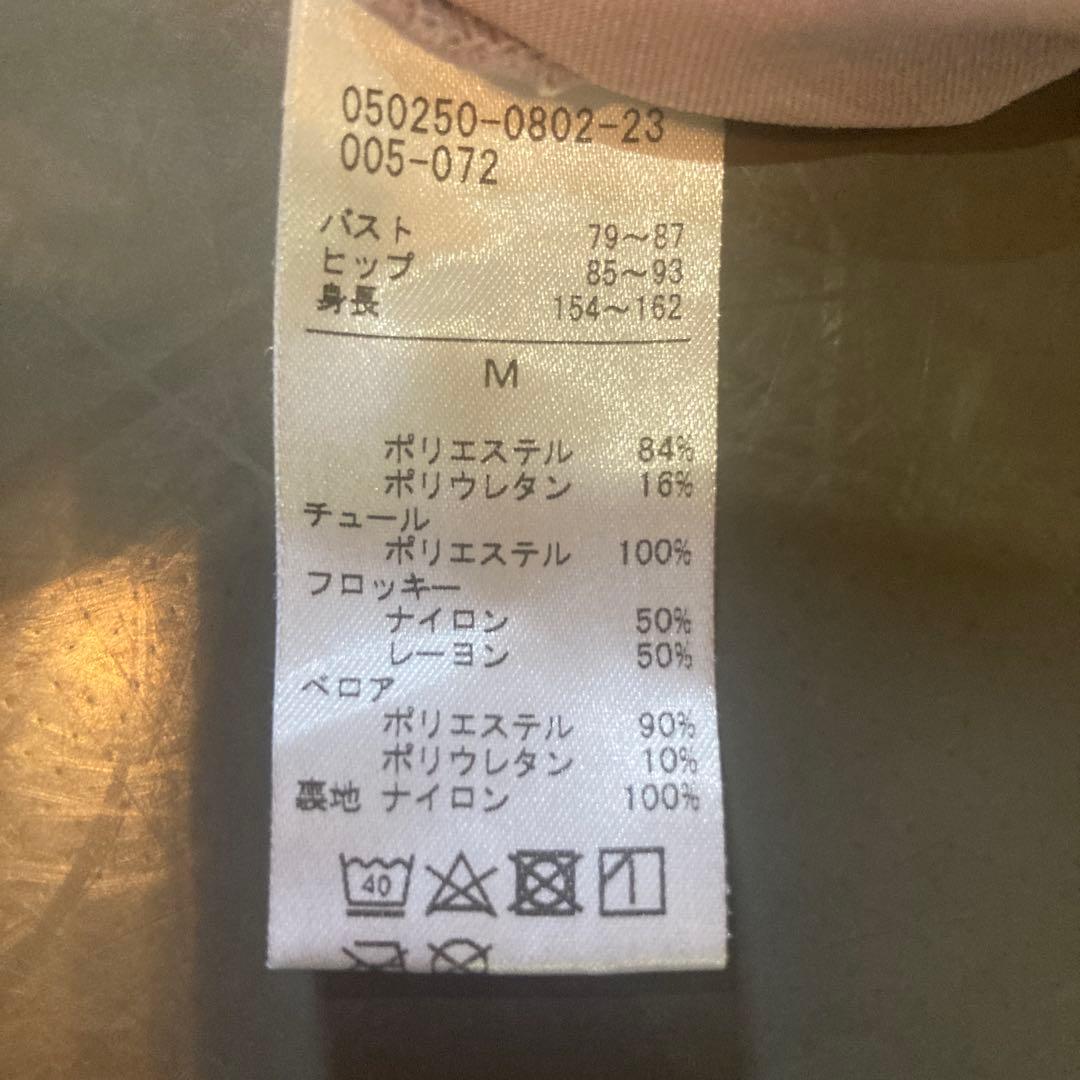 050250-0802-23
005-072
バスト 79～87
ヒップ 85～93
身長 154～162
M
ポリエステル 84%
ポリウレタン 16%
チュール
ポリエステル 100%
フロッキー
ナイロン 50%
レーヨン 50%
ベロア
ポリエステル 90%
ポリウレタン 10%
裏地 ナイロン 100%
40